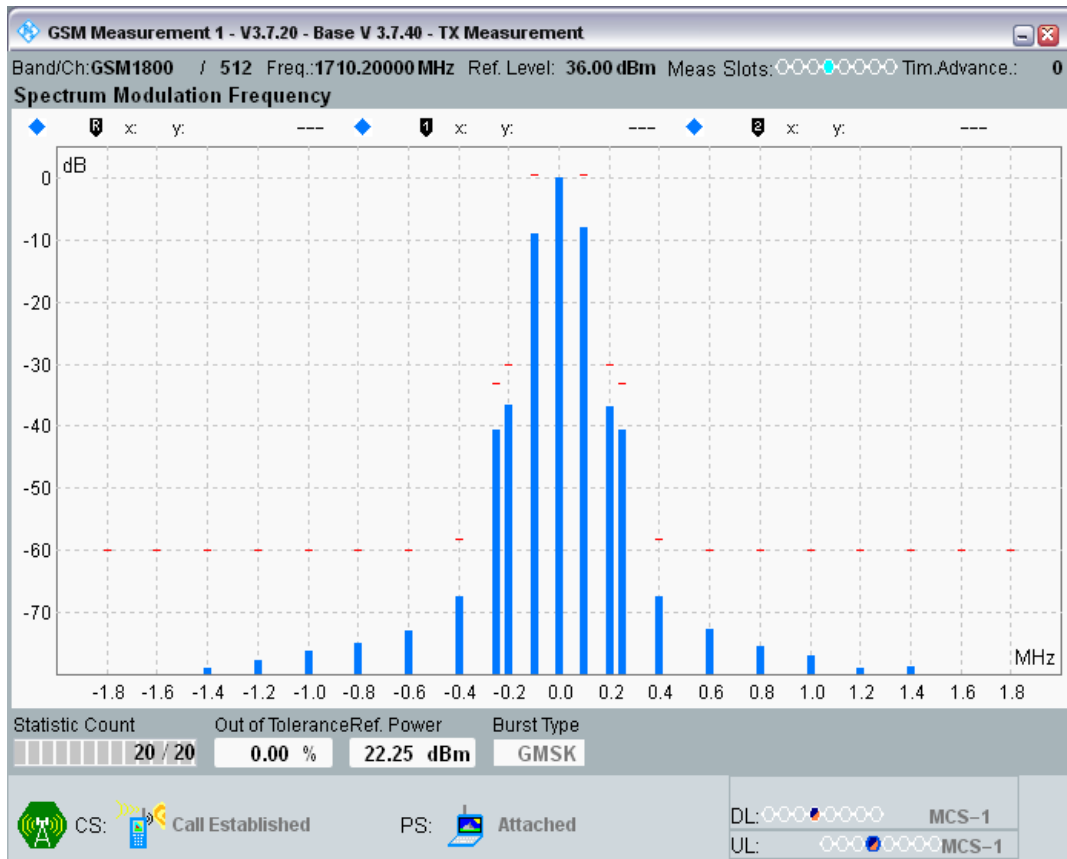 GSM Measurement 1 - V3.7.20 - Base V 3.7.40 - TX Measurement
Band/Ch:GSM1800 / 512 Freq.:1710.20000 MHz Ref. Level: 36.00 dBm Meas Slots: Tim.Advance.: 0
Spectrum Modulation Frequency
R x: y: --- 1 x: y: --- 2 x: y: ---
dB
0
-10
-20
-30
-40
-50
-60
-70
MHz
-1.8 -1.6 -1.4 -1.2 -1.0 -0.8 -0.6 -0.4 -0.2 0.0 0.2 0.4 0.6 0.8 1.0 1.2 1.4 1.6 1.8
Statistic Count Out of Tolerance Ref. Power Burst Type
20 / 20 0.00 % 22.25 dBm GMSK
CS: Call Established PS: Attached
DL: MCS-1
UL: MCS-1